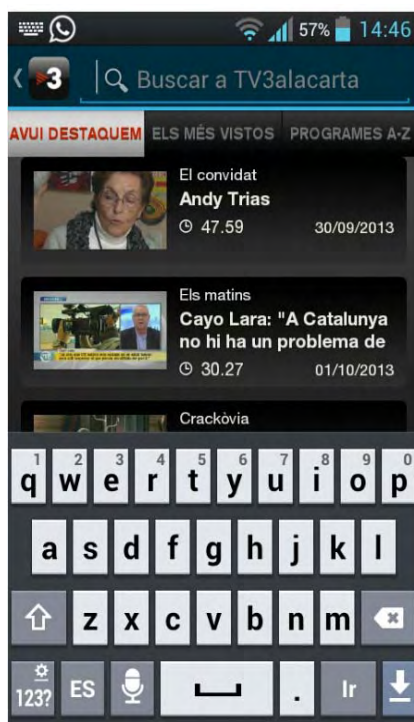 57% 14:46
3 Buscar a TV3alacarta
AVUI DESTAQUEM ELS MÉS VISTOS PROGRAMES A-Z
El convidat
Andy Trias
47.59 30/09/2013
Els matins
Cayo Lara: "A Catalunya
no hi ha un problema de
30.27 01/10/2013
Crackòvia
1 2 3 4 5 6 7 8 9 0
q w e r t y u i o p
a s d f g h j k l
z x c v b n m
123? ES . Ir